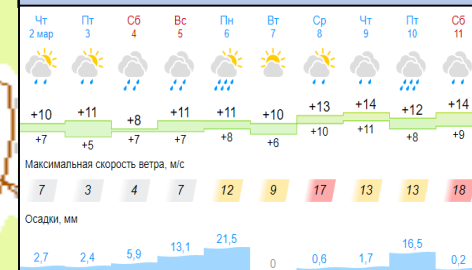 Чт Пт Сб Вс Пн Вт Ср Чт Пт Сб
2 мар 3 4 5 6 7 8 9 10 11
+10 +11 +8 +11 +11 +10 +13 +14 +12 +14
+7 +5 +7 +7 +8 +6 +10 +11 +8 +9
Максимальная скорость ветра, м/с
7 3 4 7 12 9 17 13 13 18
Осадки, мм
2,7 2,4 5,9 13,1 21,5 0 0,6 1,7 16,5 0,2